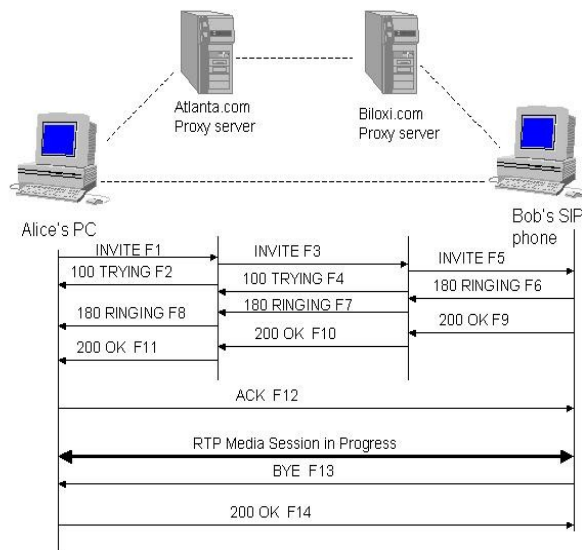 Atlanta.com
Proxy server
Biloxi.com
Proxy server
Alice's PC
Bob's SIP
phone
INVITE F1
INVITE F3
INVITE F5
100 TRYING F2
100 TRYING F4
180 RINGING F6
180 RINGING F7
180 RINGING F8
200 OK F9
200 OK  F10
200 OK  F11
ACK  F12
RTP Media Session in Progress
BYE  F13
200 OK  F14